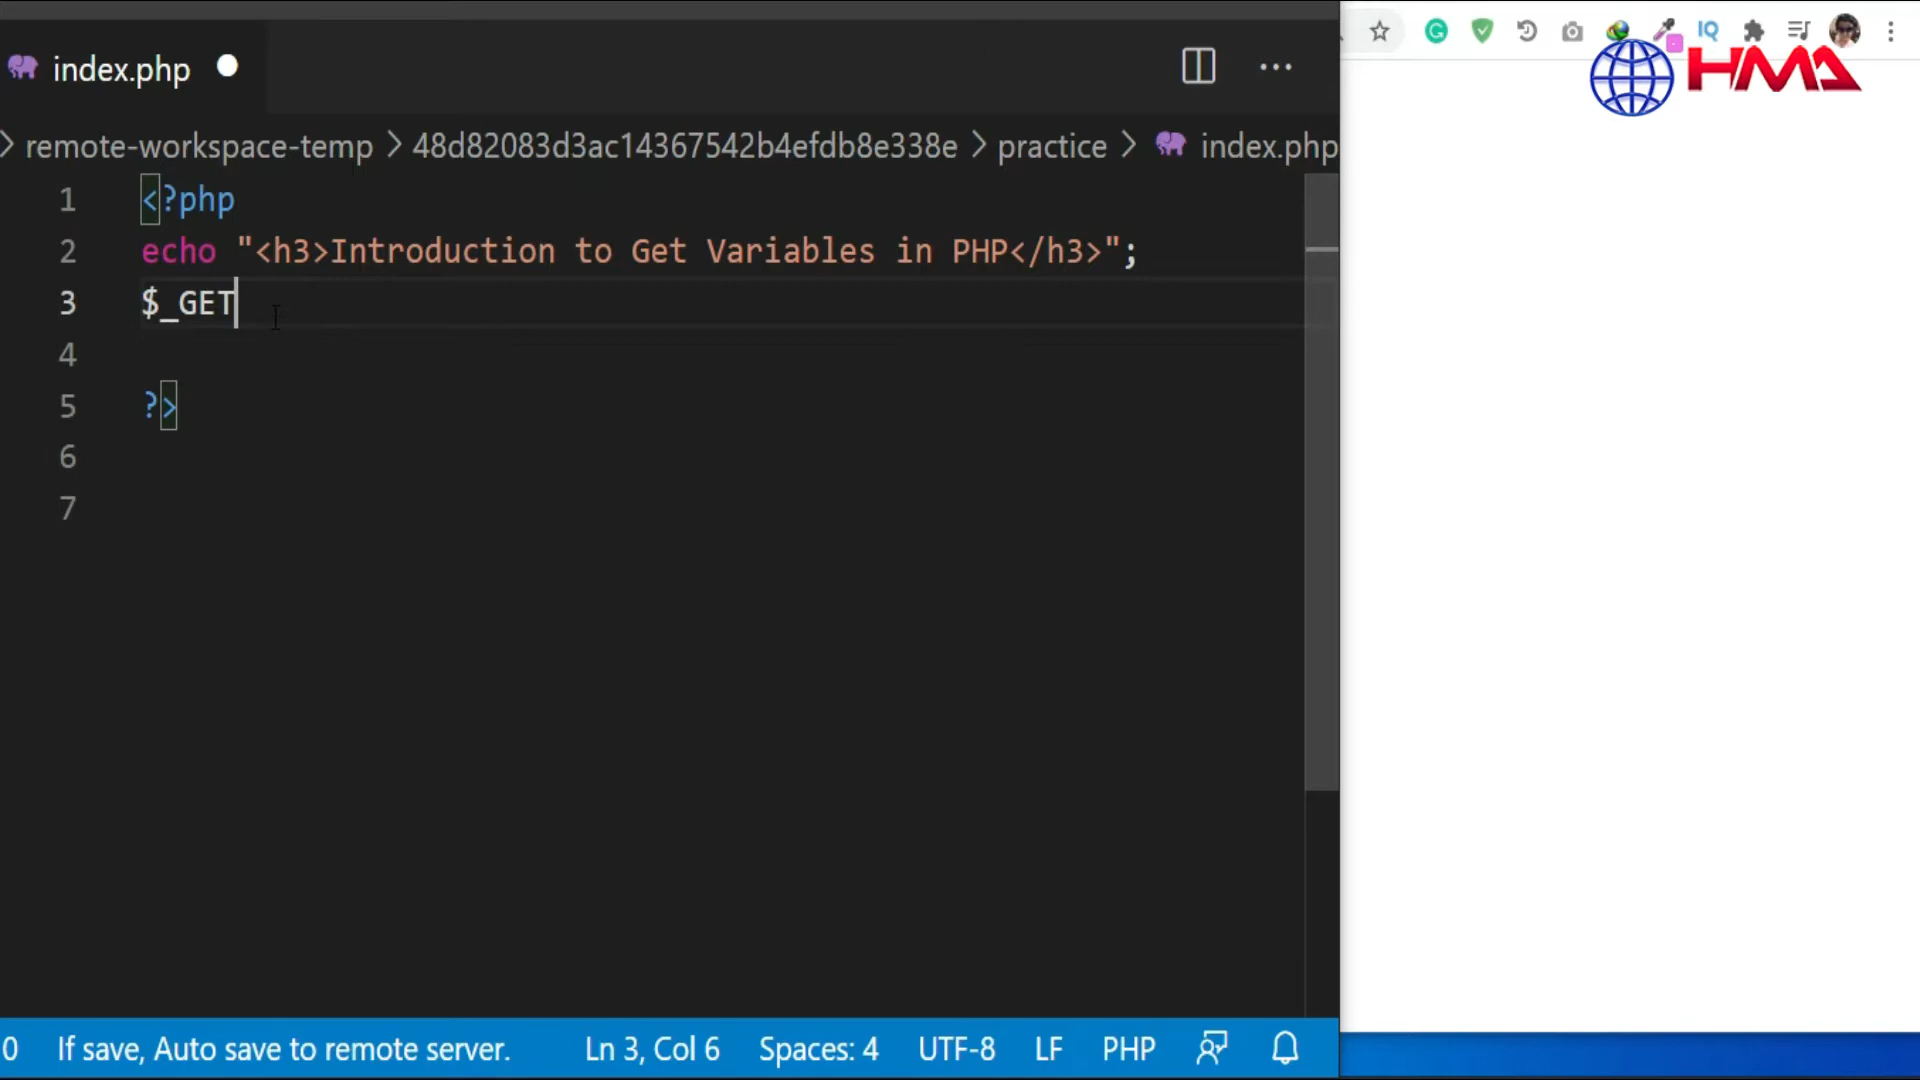 index.php
HMA
IQ
> remote-workspace-temp > 48d82083d3ac14367542b4efdb8e338e > practice > index.php
1 <?php
2 echo "<h3>Introduction to Get Variables in PHP</h3>";
3 $_GET
4
5 ?>
6
7
0 If save, Auto save to remote server. Ln 3, Col 6 Spaces: 4 UTF-8 LF PHP